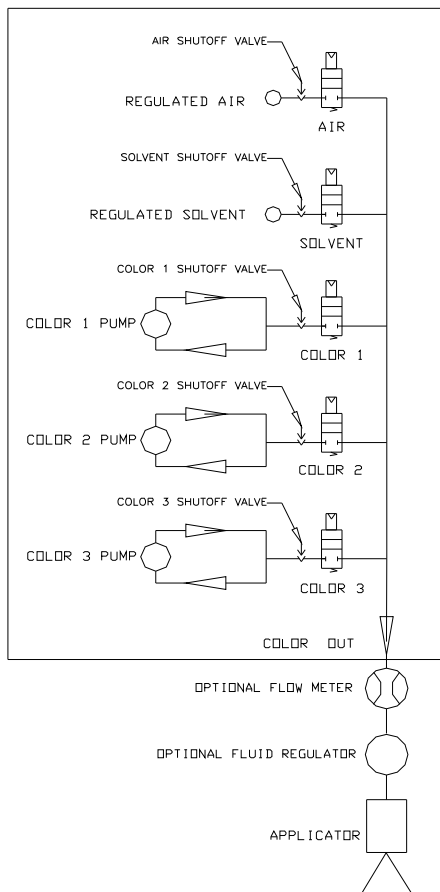 AIR SHUTOFF VALVE
REGULATED AIR
AIR
SOLVENT SHUTOFF VALVE
REGULATED SOLVENT
SOLVENT
COLOR 1 SHUTOFF VALVE
COLOR 1 PUMP
COLOR 1
COLOR 2 SHUTOFF VALVE
COLOR 2 PUMP
COLOR 2
COLOR 3 SHUTOFF VALVE
COLOR 3 PUMP
COLOR 3
COLOR OUT
OPTIONAL FLOW METER
OPTIONAL FLUID REGULATOR
APPLICATOR